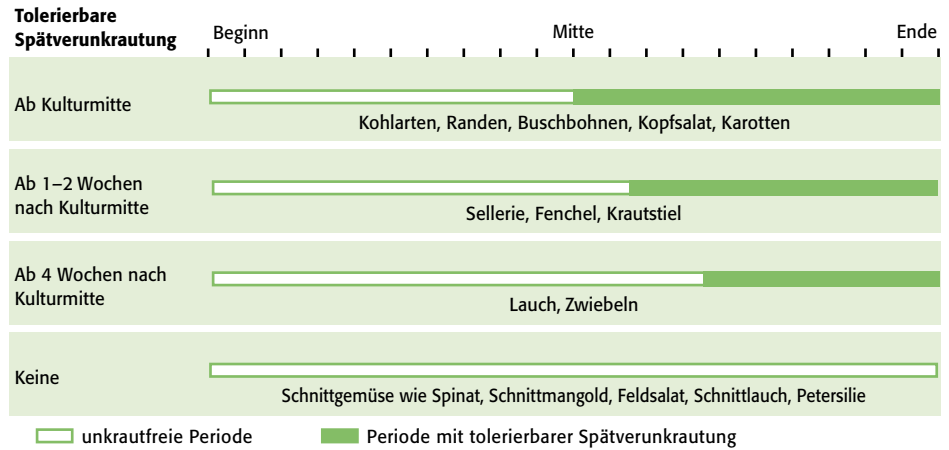 Tolerierbare
Spätverunkrautung
Beginn Mitte Ende
Ab Kulturmitte
Kohlarten, Randen, Buschbohnen, Kopfsalat, Karotten
Ab 1–2 Wochen
nach Kulturmitte
Sellerie, Fenchel, Krautstiel
Ab 4 Wochen nach
Kulturmitte
Lauch, Zwiebeln
Keine
Schnittgemüse wie Spinat, Schnittmangold, Feldsalat, Schnittlauch, Petersilie
unkrautfreie Periode
Periode mit tolerierbarer Spätverunkrautung